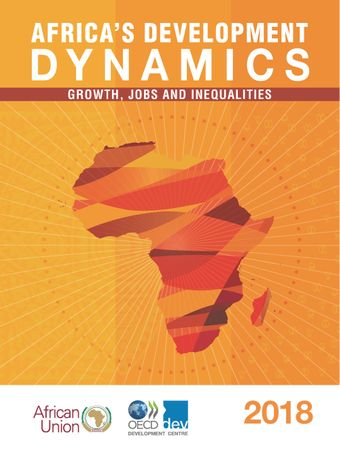 AFRICA'S DEVELOPMENT
DYNAMICS
GROWTH, JOBS AND INEQUALITIES
African
Union
OECD
dev
DEVELOPMENT CENTRE
2018